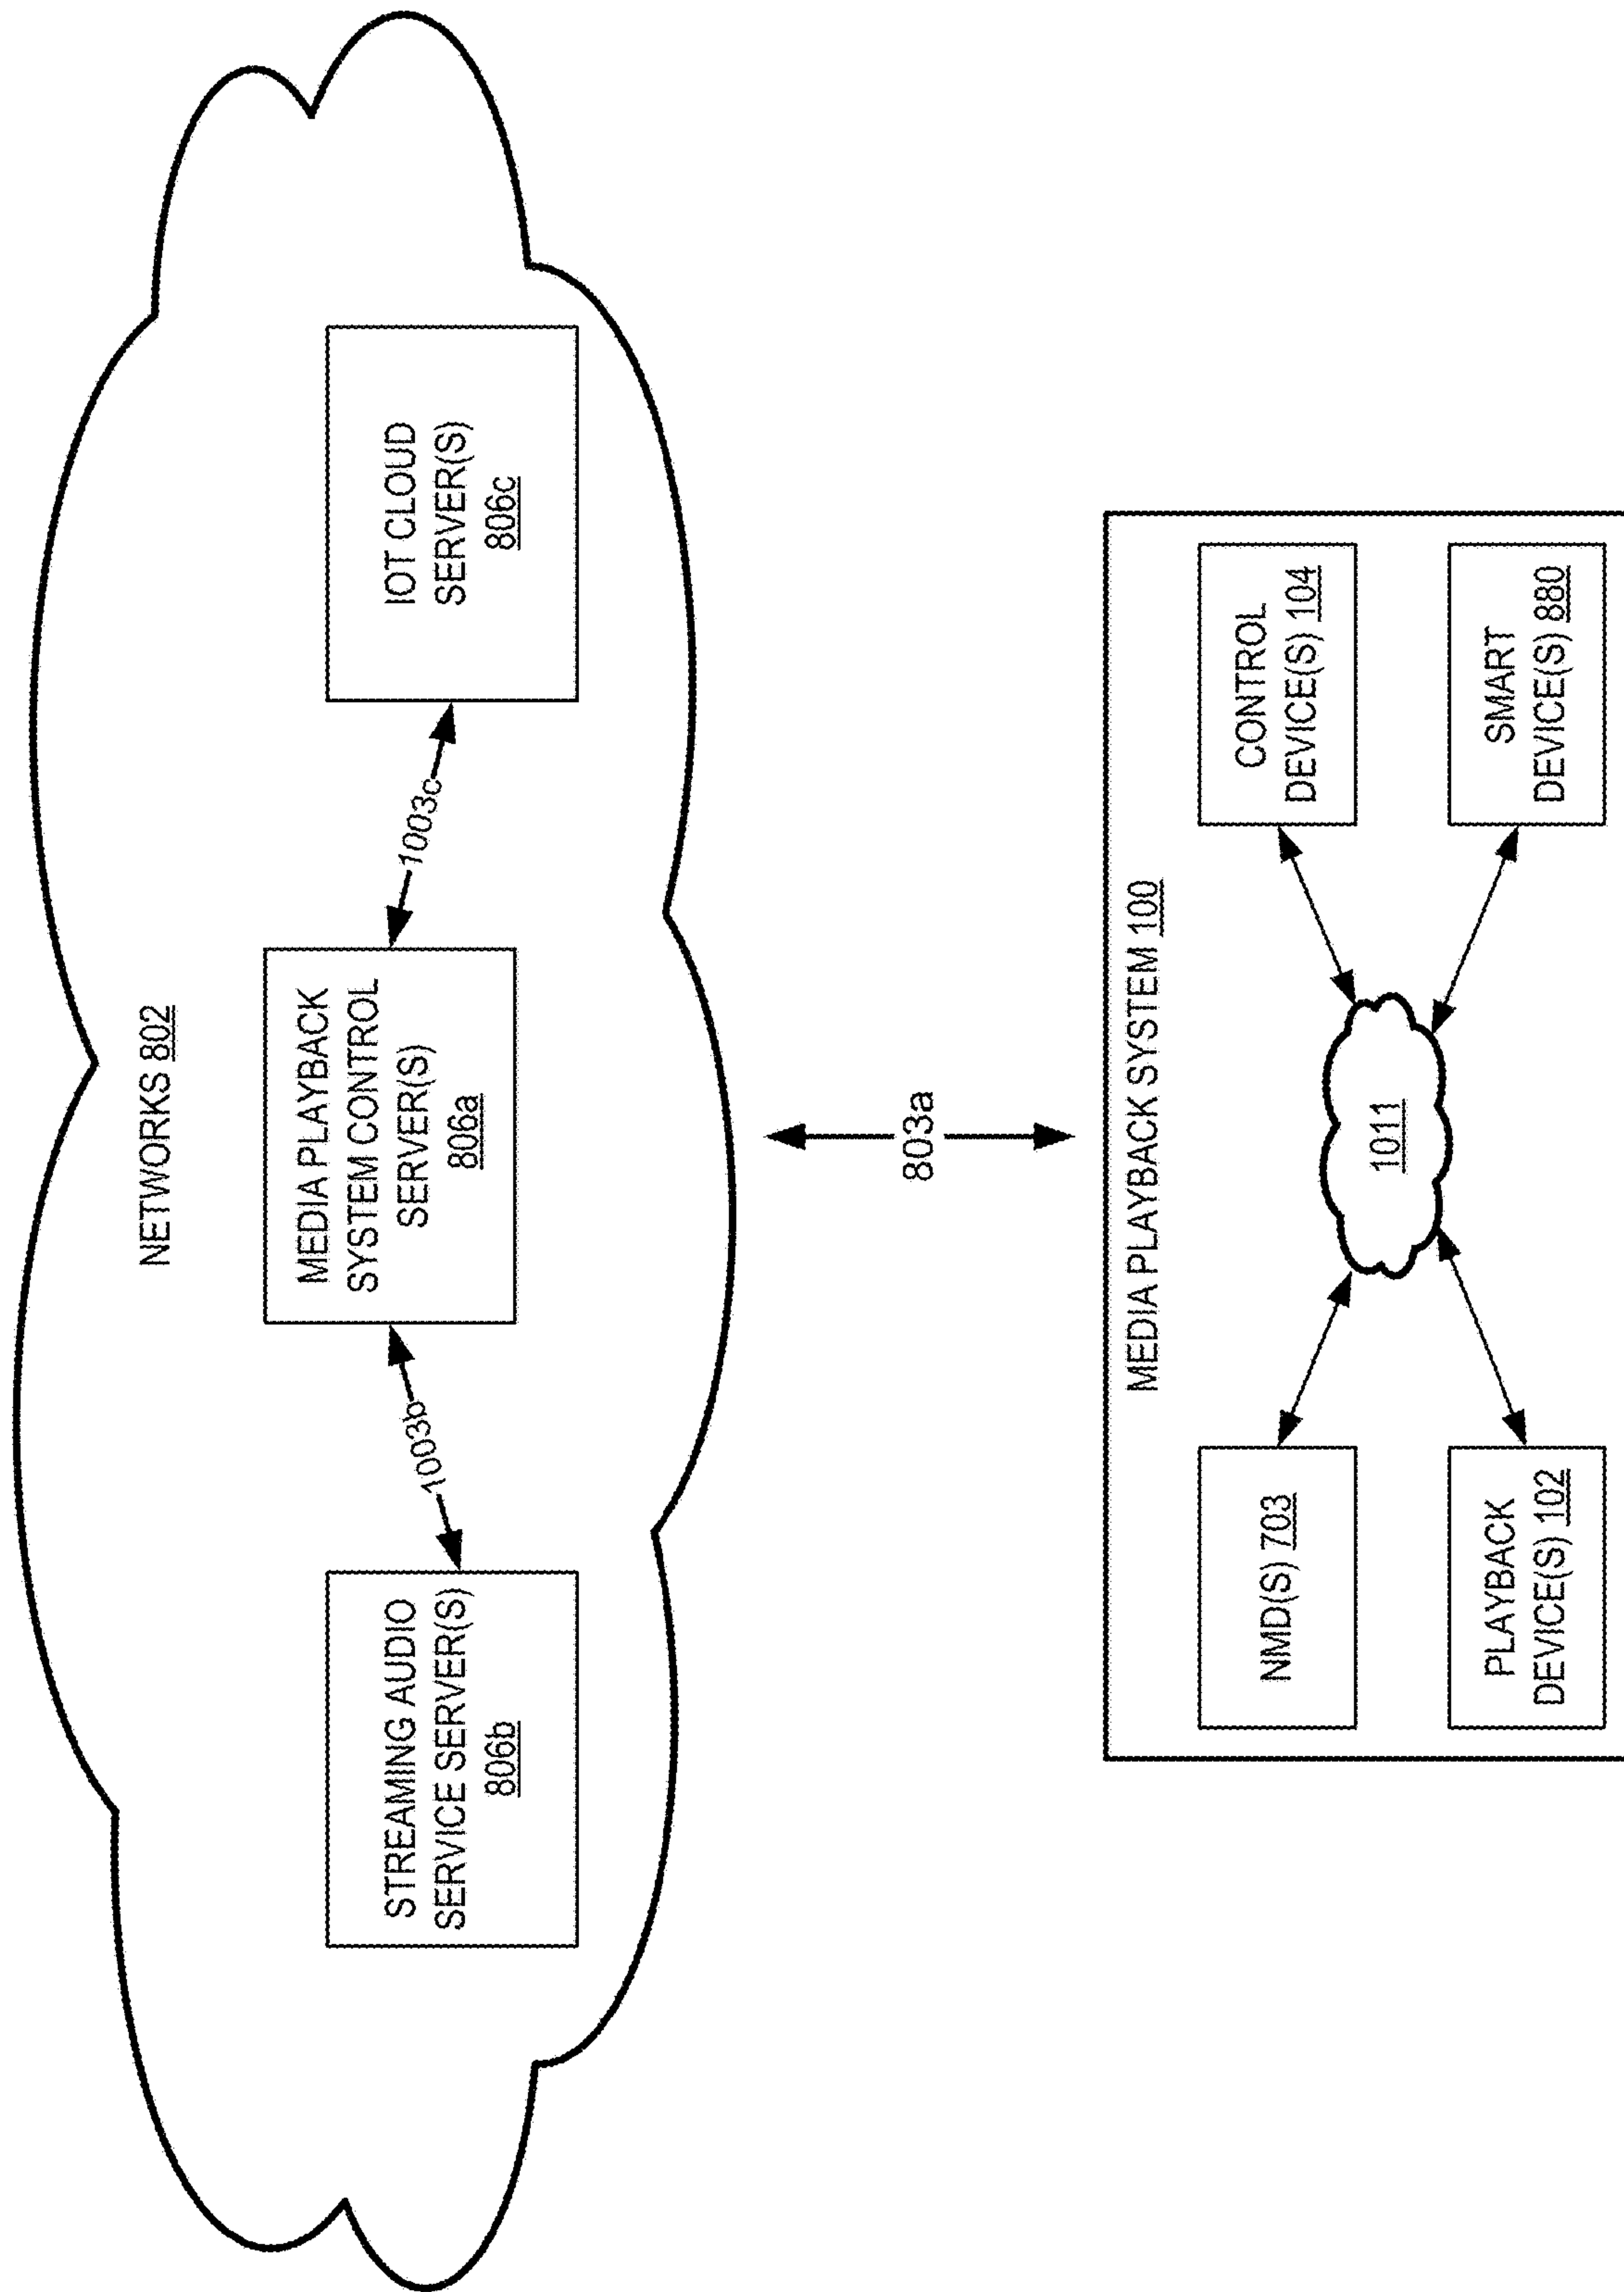 NETWORKS 802
STREAMING AUDIO
SERVICE SERVER(S)
806b
1003b
MEDIA PLAYBACK
SYSTEM CONTROL
SERVER(S)
806a
1003c
IOT CLOUD
SERVER(S)
806c
803a
MEDIA PLAYBACK SYSTEM 100
NMD(S) 703
PLAYBACK
DEVICE(S) 102
1011
CONTROL
DEVICE(S) 104
SMART
DEVICE(S) 880